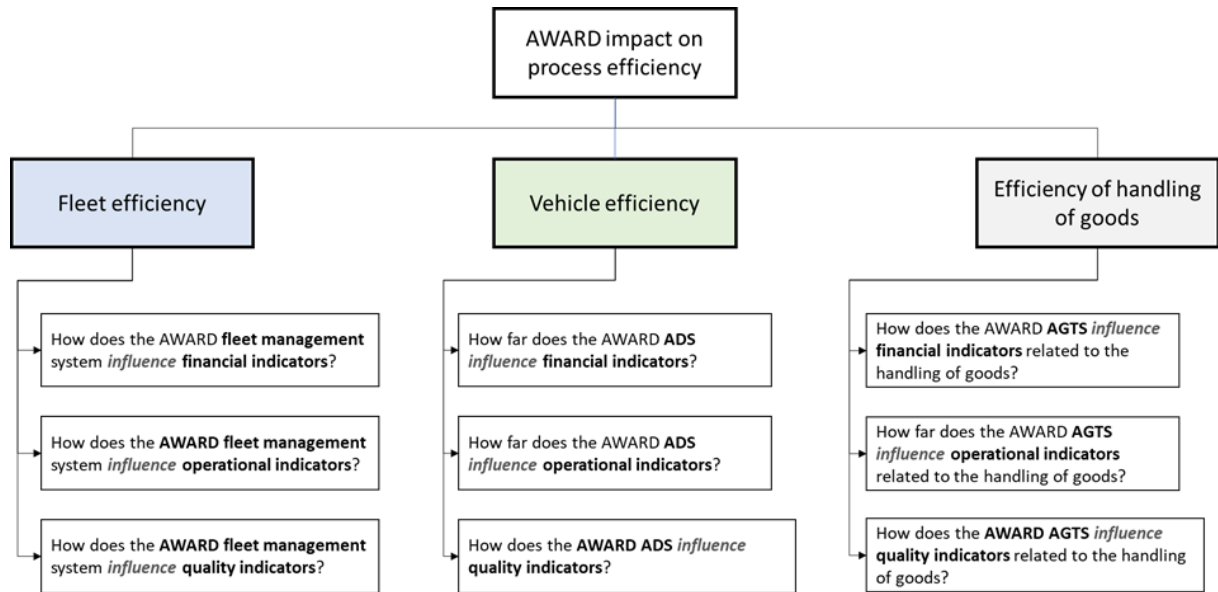 AWARD impact on
process efficiency
Fleet efficiency
Vehicle efficiency
Efficiency of handling
of goods
How does the AWARD fleet management
system influence financial indicators?
How does the AWARD fleet management
system influence operational indicators?
How does the AWARD fleet management
system influence quality indicators?
How far does the AWARD ADS
influence financial indicators?
How far does the AWARD ADS
influence operational indicators?
How does the AWARD ADS influence
quality indicators?
How does the AWARD AGTS influence
financial indicators related to the
handling of goods?
How far does the AWARD AGTS
influence operational indicators
related to the handling of goods?
How does the AWARD AGTS influence
quality indicators related to the handling
of goods?